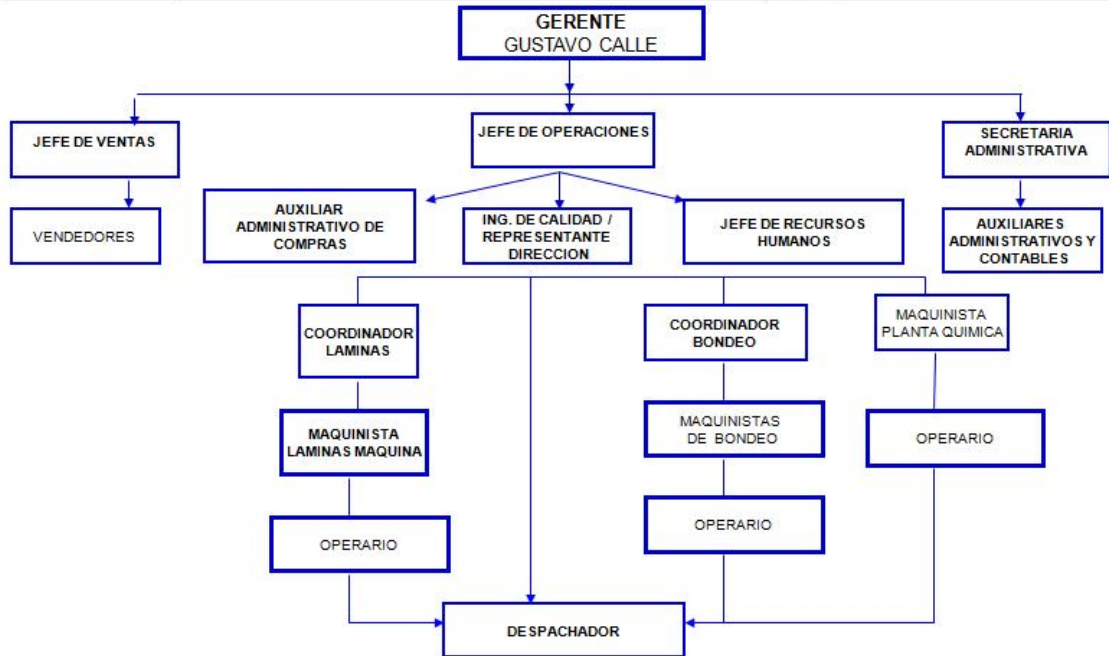 GERENTE
GUSTAVO CALLE
JEFE DE VENTAS
JEFE DE OPERACIONES
SECRETARIA
ADMINISTRATIVA
VENDEDORES
AUXILIAR
ADMINISTRATIVO DE
COMPRAS
ING. DE CALIDAD /
REPRESENTANTE
DIRECCION
JEFE DE RECURSOS
HUMANOS
AUXILIARES
ADMINISTRATIVOS Y
CONTABLES
COORDINADOR
LAMINAS
COORDINADOR
BONDEO
MAQUINISTA
PLANTA QUIMICA
MAQUINISTA
LAMINAS MAQUINA
MAQUINISTAS
DE BONDEO
OPERARIO
OPERARIO
OPERARIO
DESPACHADOR